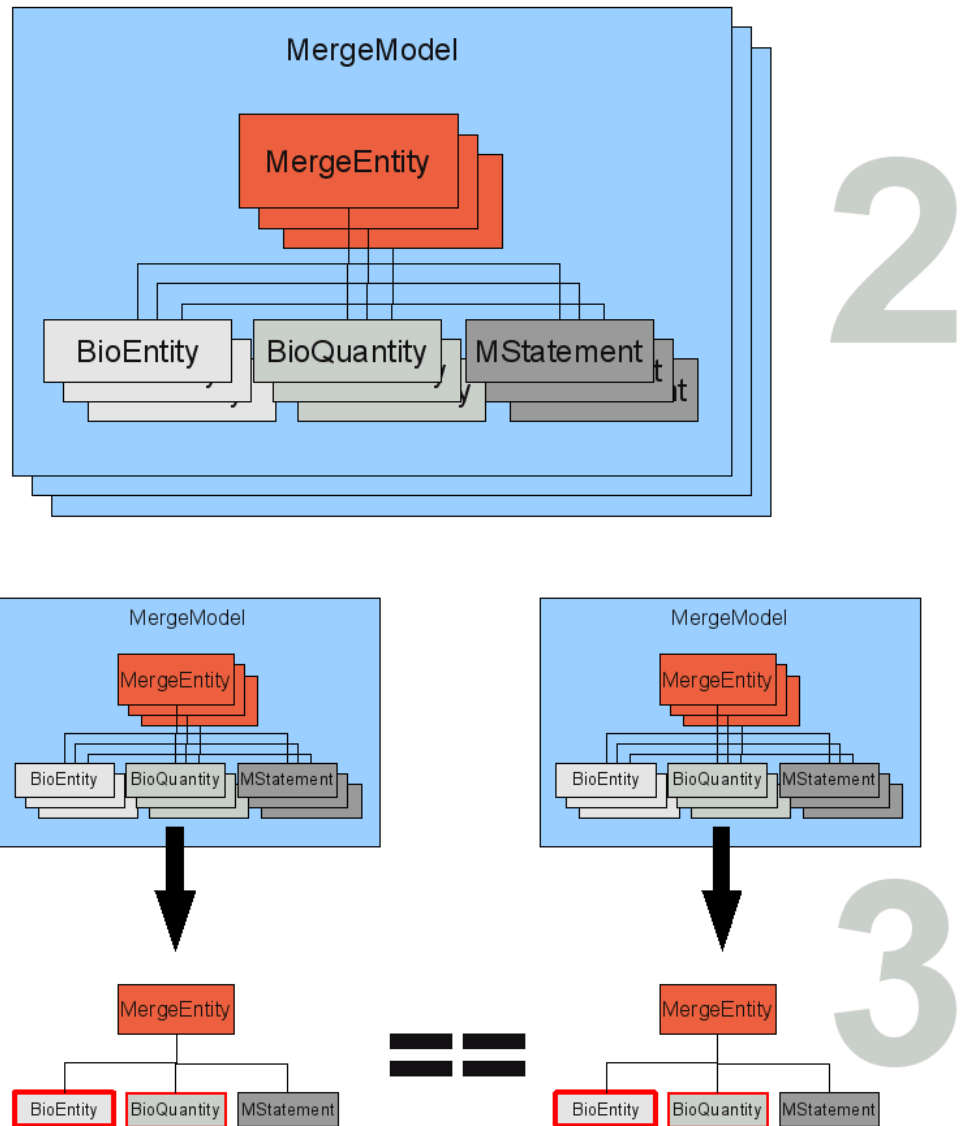 MergeModel
2
MergeEntity
BioEntity BioQuantity MStatement
y y t
y y nt
MergeModel MergeModel
MergeEntity MergeEntity
BioEntity BioQuantity MStatement BioEntity BioQuantity MStatement
3
MergeEntity == MergeEntity
BioEntity BioQuantity MStatement BioEntity BioQuantity MStatement